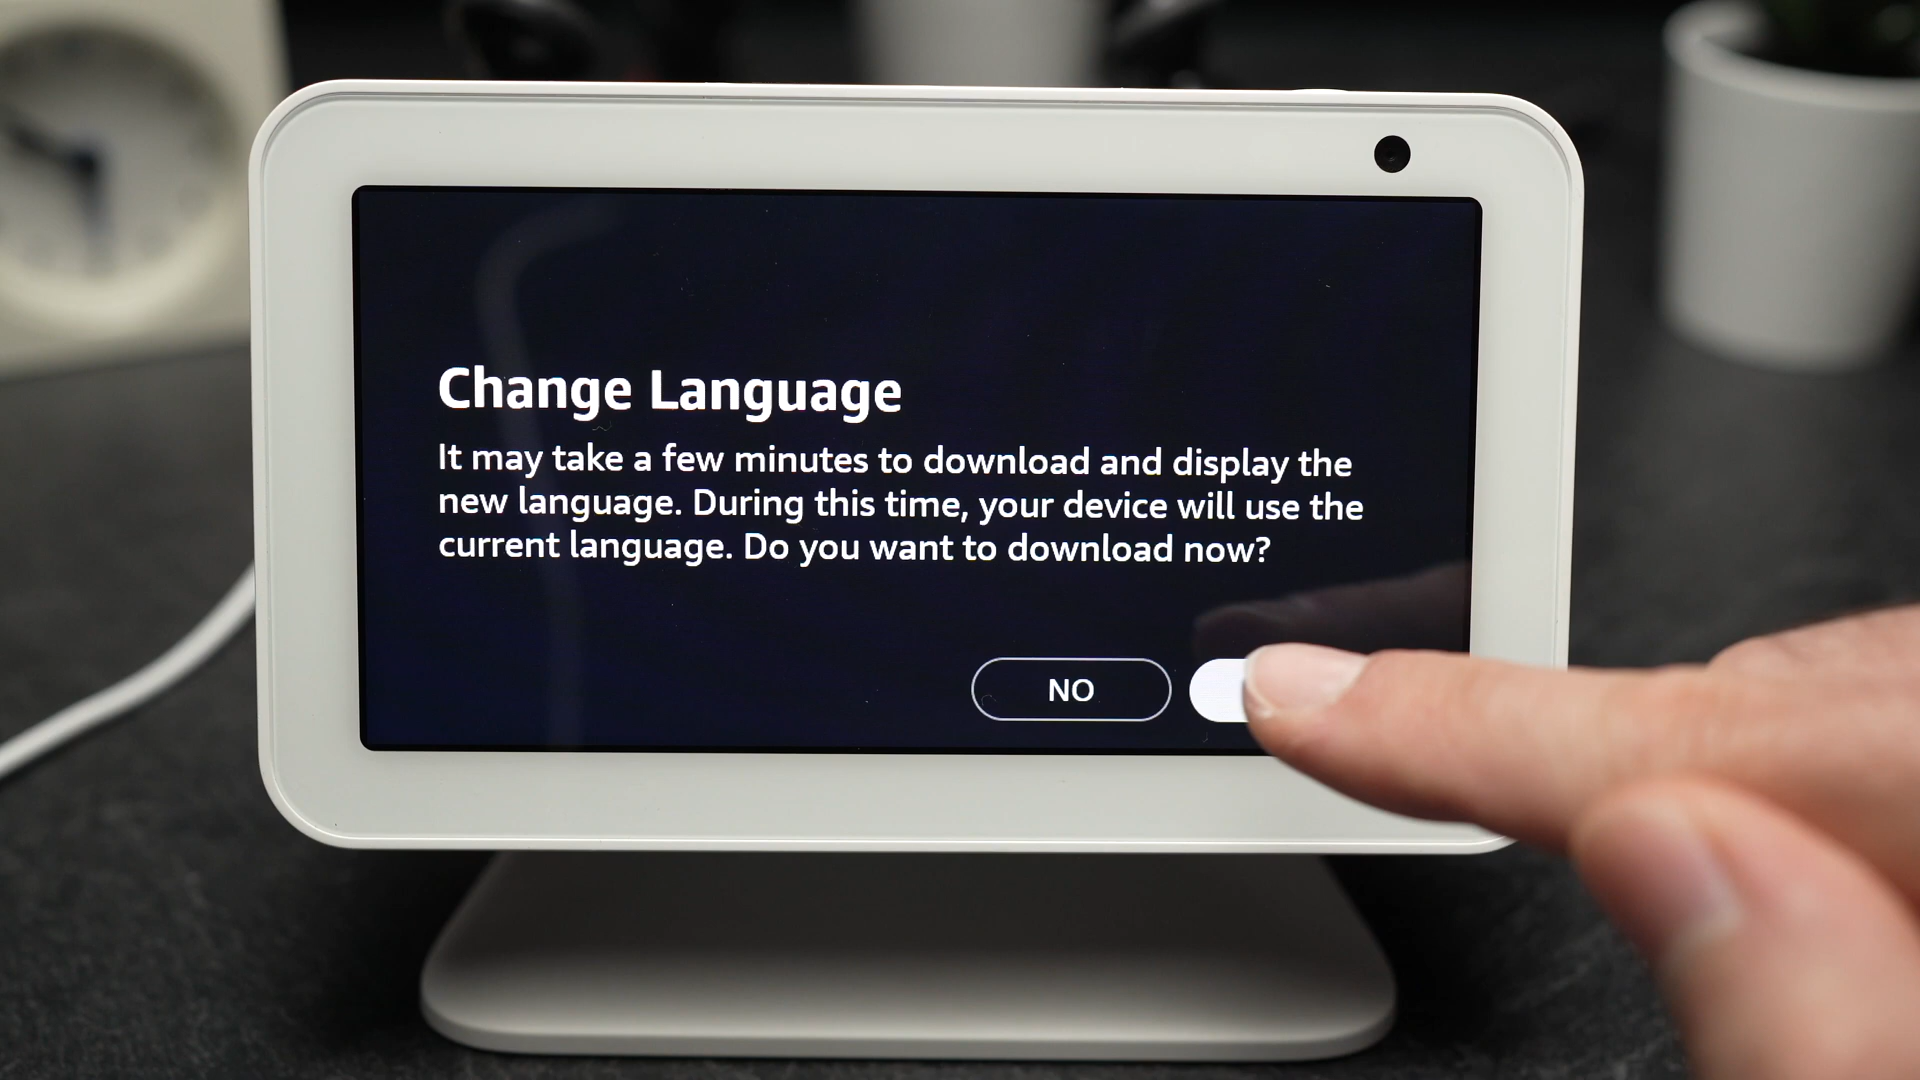 Change Language
It may take a few minutes to download and display the
new language. During this time, your device will use the
current language. Do you want to download now?
NO